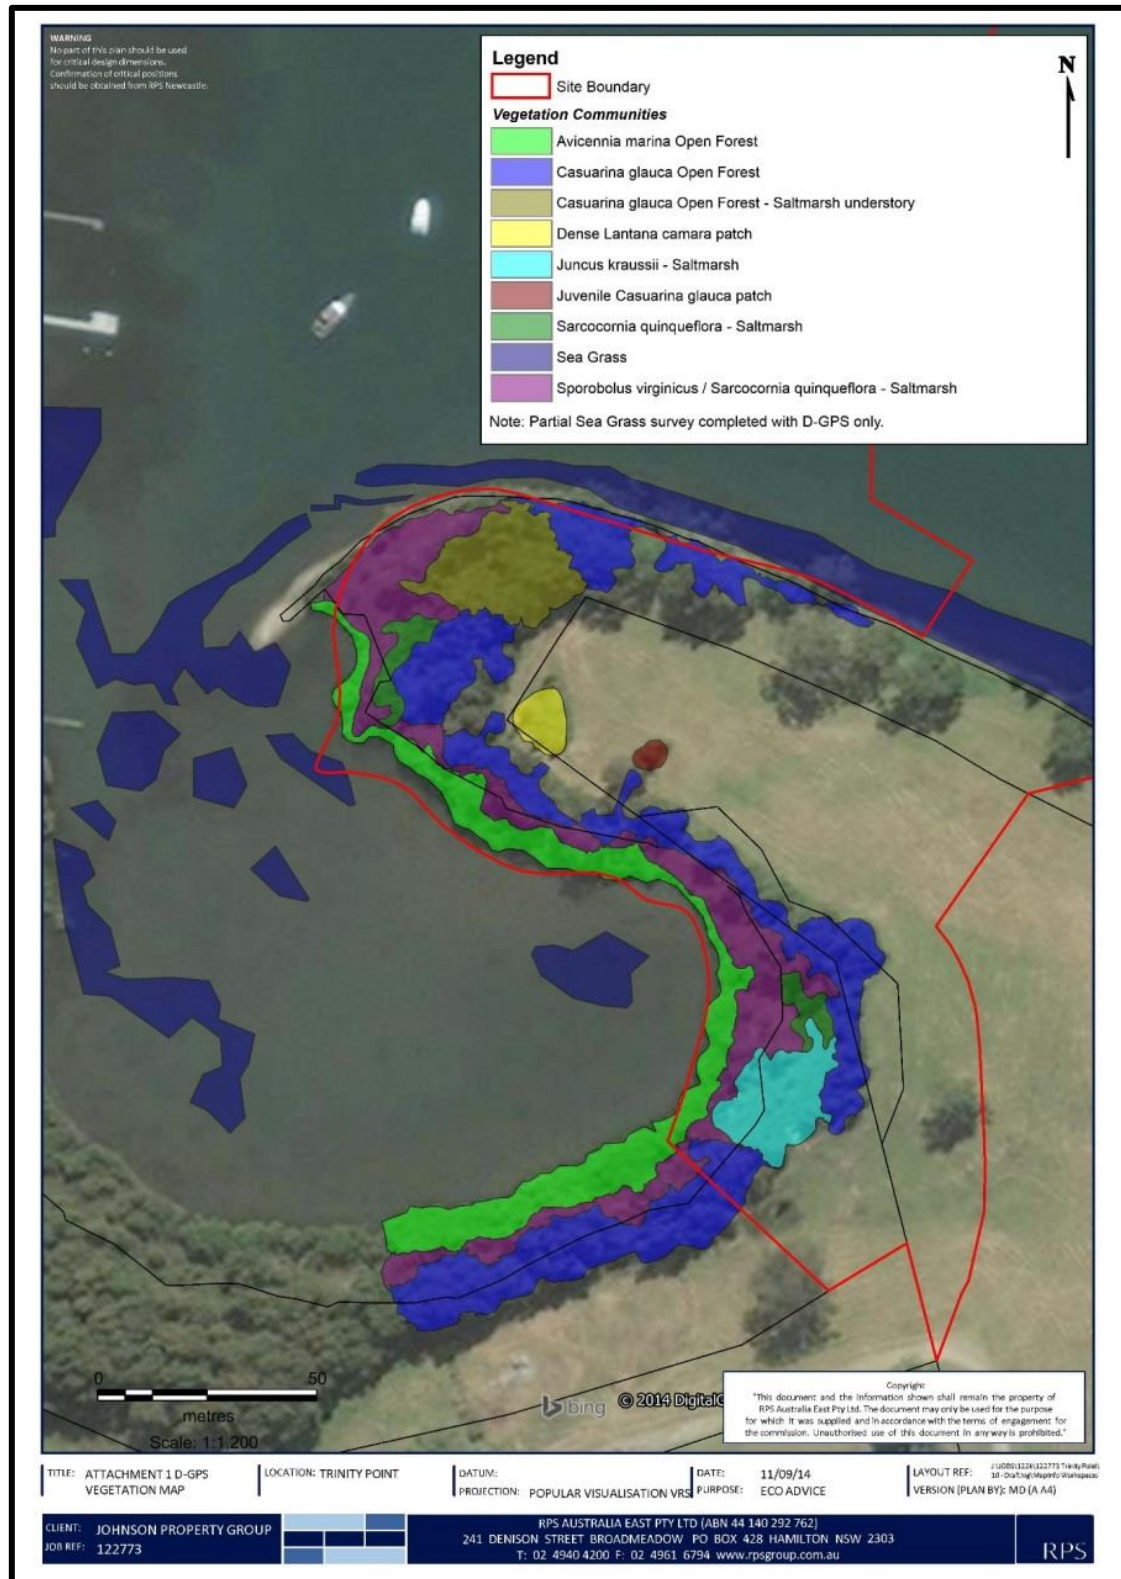 WARNING
No part of this plan should be used
for critical design dimensions.
Confirmation of critical positions
should be obtained from RPS Newcastle.
Legend
Site Boundary
Vegetation Communities
Avicennia marina Open Forest
Casuarina glauca Open Forest
Casuarina glauca Open Forest - Saltmarsh understory
Dense Lantana camara patch
Juncus kraussii - Saltmarsh
Juvenile Casuarina glauca patch
Sarcocornia quinqueflora - Saltmarsh
Sea Grass
Sporobolus virginicus / Sarcocornia quinqueflora - Saltmarsh
Note: Partial Sea Grass survey completed with D-GPS only.
N
0 50
metres
Scale: 1:1,200
bing © 2014 DigitalG
Copyright
"This document and the information shown shall remain the property of
RPS Australia East Pty Ltd. The document may only be used for the purpose
for which it was supplied and in accordance with the terms of engagement for
the commission. Unauthorised use of this document in any way is prohibited."
TITLE: ATTACHMENT 1 D-GPS
VEGETATION MAP
LOCATION: TRINITY POINT
DATUM:
PROJECTION: POPULAR VISUALISATION VRS
DATE: 11/09/14
PURPOSE: ECO ADVICE
LAYOUT REF:
VERSION (PLAN BY): MD (A A4)
CLIENT: JOHNSON PROPERTY GROUP
JOB REF: 122773
RPS AUSTRALIA EAST PTY LTD (ABN 44 140 292 762)
241 DENISON STREET BROADMEADOW PO BOX 428 HAMILTON NSW 2303
T: 02 4940 4200 F: 02 4961 6794 www.rpsgroup.com.au
RPS